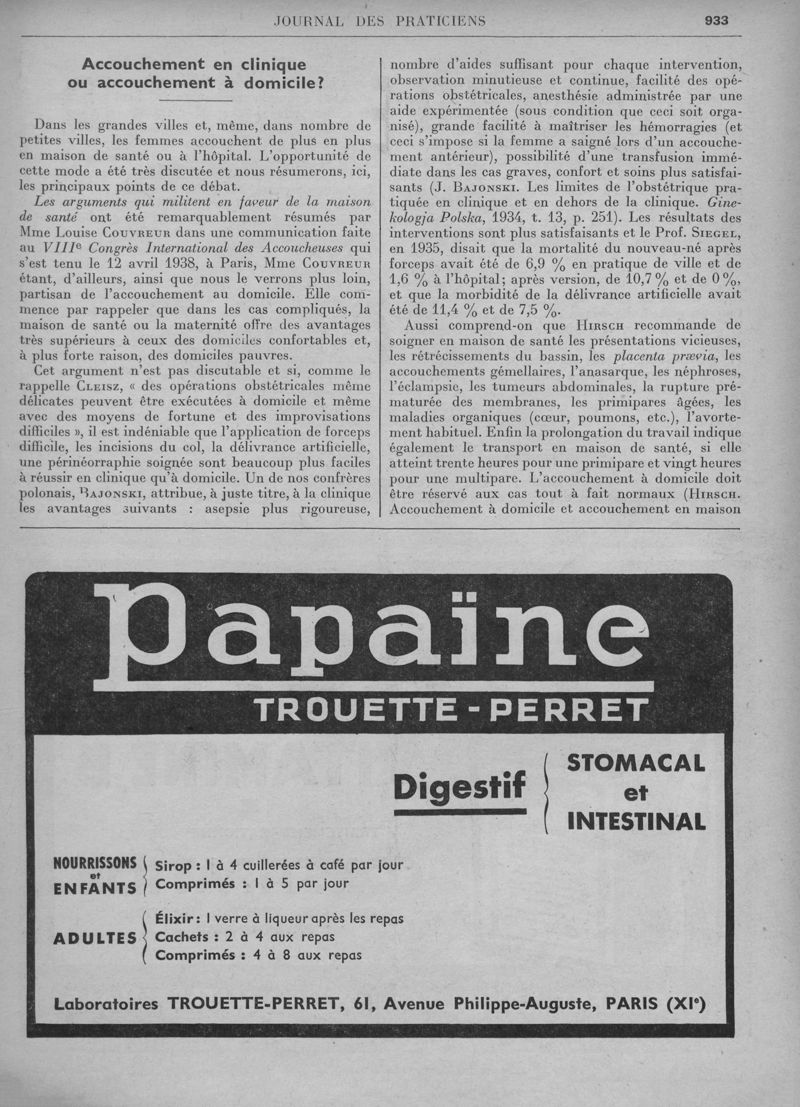 JOURNAL DES PRATICIENS 933
Accouchement en clinique
ou accouchement à domicile?
Dans les grandes villes et, même, dans nombre de
petites villes, les femmes accouchent de plus en plus
en maison de santé ou à l'hôpital. L'opportunité de
cette mode a été très discutée et nous résumerons, ici,
les principaux points de ce débat.
Les arguments qui militent en faveur de la maison
de santé ont été remarquablement résumés par
Mme Louise COUVREUR dans une communication faite
au VIIIe Congrès International des Accoucheuses qui
s'est tenu le 12 avril 1938, à Paris, Mme COUVREUR
étant, d'ailleurs, ainsi que nous le verrons plus loin,
partisan de l'accouchement au domicile. Elle com-
mence par rappeler que dans les cas compliqués, la
maison de santé ou la maternité offre des avantages
très supérieurs à ceux des domiciles confortables et,
à plus forte raison, des domiciles pauvres.
Cet argument n'est pas discutable et si, comme le
rappelle CLEISZ, « des opérations obstétricales même
délicates peuvent être exécutées à domicile et même
avec des moyens de fortune et des improvisations
difficiles », il est indéniable que l'application de forceps
difficile, les incisions du col, la délivrance artificielle,
une périnéorraphie soignée sont beaucoup plus faciles
à réussir en clinique qu'à domicile. Un de nos confrères
polonais, BAJONSKI, attribue, à juste titre, à la clinique
les avantages suivants : asepsie plus rigoureuse,
nombre d'aides suffisant pour chaque intervention,
observation minutieuse et continue, facilité des opé-
rations obstétricales, anesthésie administrée par une
aide expérimentée (sous condition que ceci soit orga-
nisé), grande facilité à maîtriser les hémorragies (et
ceci s'impose si la femme a saigné lors d'un accouche-
ment antérieur), possibilité d'une transfusion immé-
diate dans les cas graves, confort et soins plus satisfai-
sants (J. BAJONSKI. Les limites de l'obstétrique pra-
tiquée en clinique et en dehors de la clinique. Gine-
kologja Polska, 1934, t. 13, p. 251). Les résultats des
interventions sont plus satisfaisants et le Prof. SIEGEL,
en 1935, disait que la mortalité du nouveau-né après
forceps avait été de 6,9 % en pratique de ville et de
1,6 % à l'hôpital; après version, de 10,7 % et de 0 %,
et que la morbidité de la délivrance artificielle avait
été de 11,4 % et de 7,5 %.
Aussi comprend-on que HIRSCH recommande de
soigner en maison de santé les présentations vicieuses,
les rétrécissements du bassin, les placenta prævia, les
accouchements gémellaires, l'anasarque, les néphroses,
l'éclampsie, les tumeurs abdominales, la rupture pré-
maturée des membranes, les primipares âgées, les
maladies organiques (cœur, poumons, etc.), l'avorte-
ment habituel. Enfin la prolongation du travail indique
également le transport en maison de santé, si elle
atteint trente heures pour une primipare et vingt heures
pour une multipare. L'accouchement à domicile doit
être réservé aux cas tout à fait normaux (HIRSCH.
Accouchement à domicile et accouchement en maison
Papaïne
TROUETTE-PERRET
Digestif
STOMACAL
et
INTESTINAL
NOURRISSONS
et
ENFANTS
Sirop : 1 à 4 cuillerées à café par jour
Comprimés : 1 à 5 par jour
ADULTES
Élixir : 1 verre à liqueur après les repas
Cachets : 2 à 4 aux repas
Comprimés : 4 à 8 aux repas
Laboratoires TROUETTE-PERRET, 61, Avenue Philippe-Auguste, PARIS (XIe)